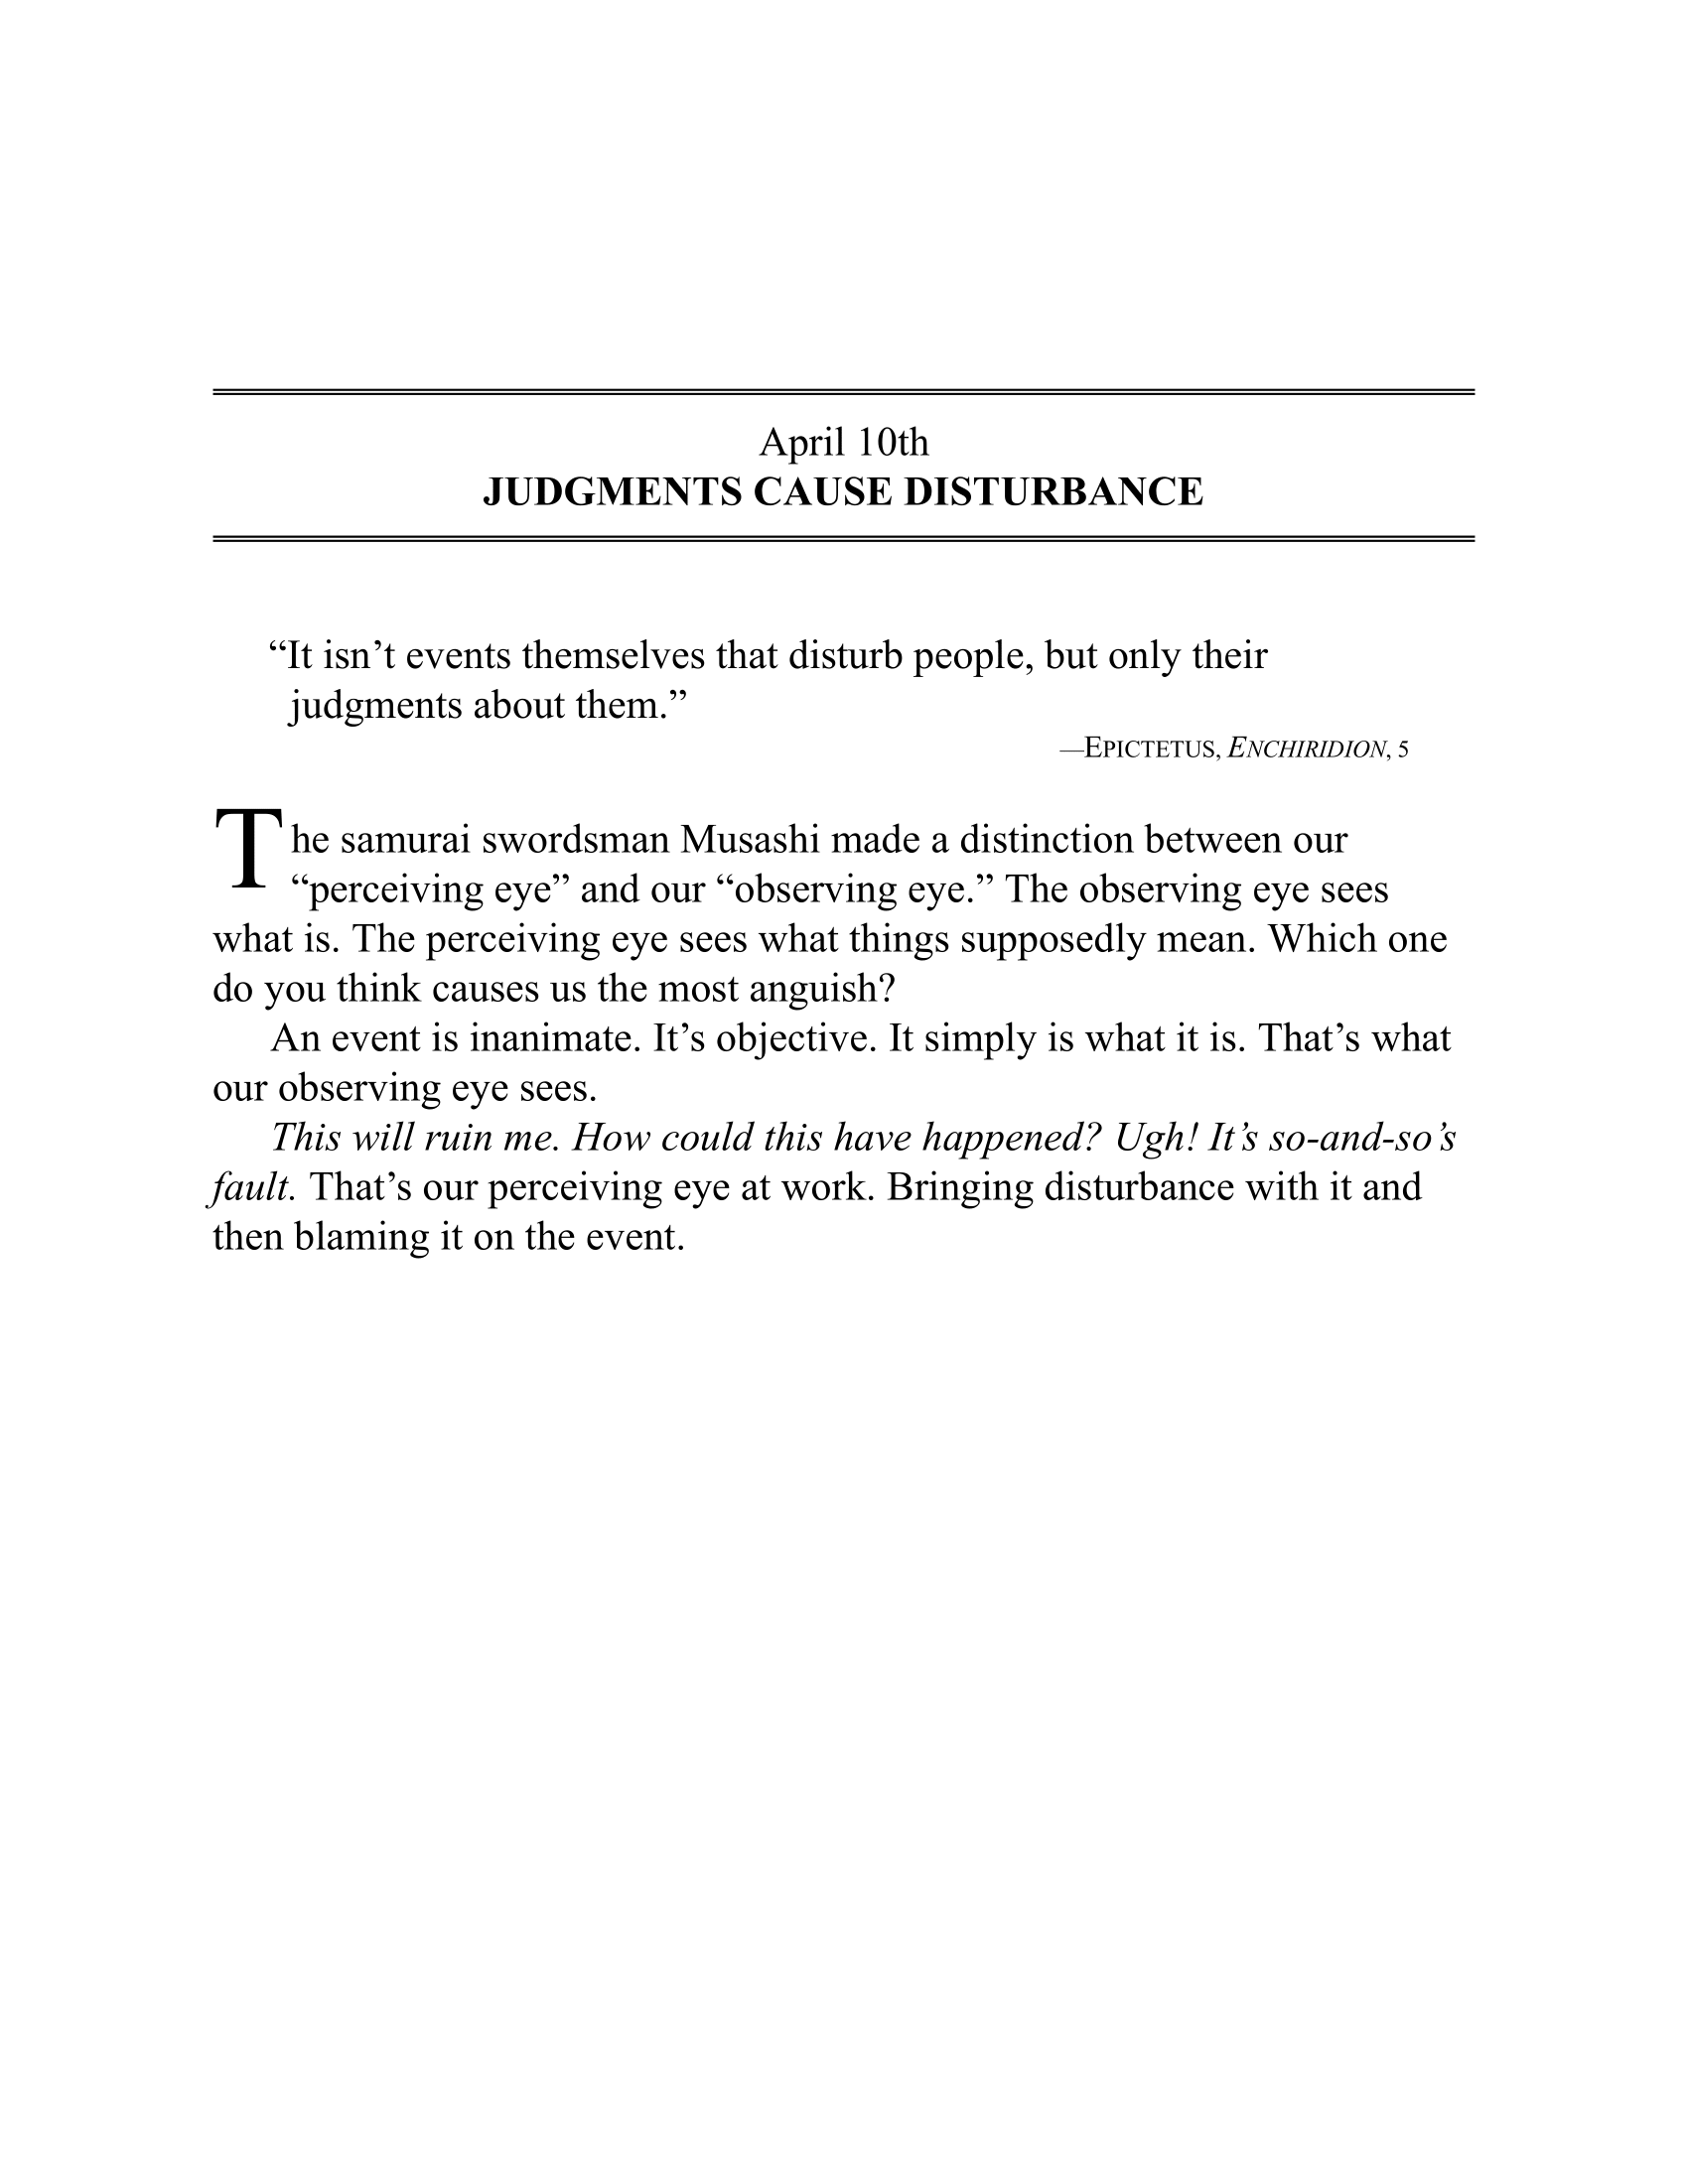 April 10th
JUDGMENTS CAUSE DISTURBANCE
“It isn’t events themselves that disturb people, but only their
judgments about them.”
—EPICTETUS, ENCHIRIDION, 5
The samurai swordsman Musashi made a distinction between our
“perceiving eye” and our “observing eye.” The observing eye sees
what is. The perceiving eye sees what things supposedly mean. Which one
do you think causes us the most anguish?
An event is inanimate. It’s objective. It simply is what it is. That’s what
our observing eye sees.
This will ruin me. How could this have happened? Ugh! It’s so-and-so’s
fault. That’s our perceiving eye at work. Bringing disturbance with it and
then blaming it on the event.